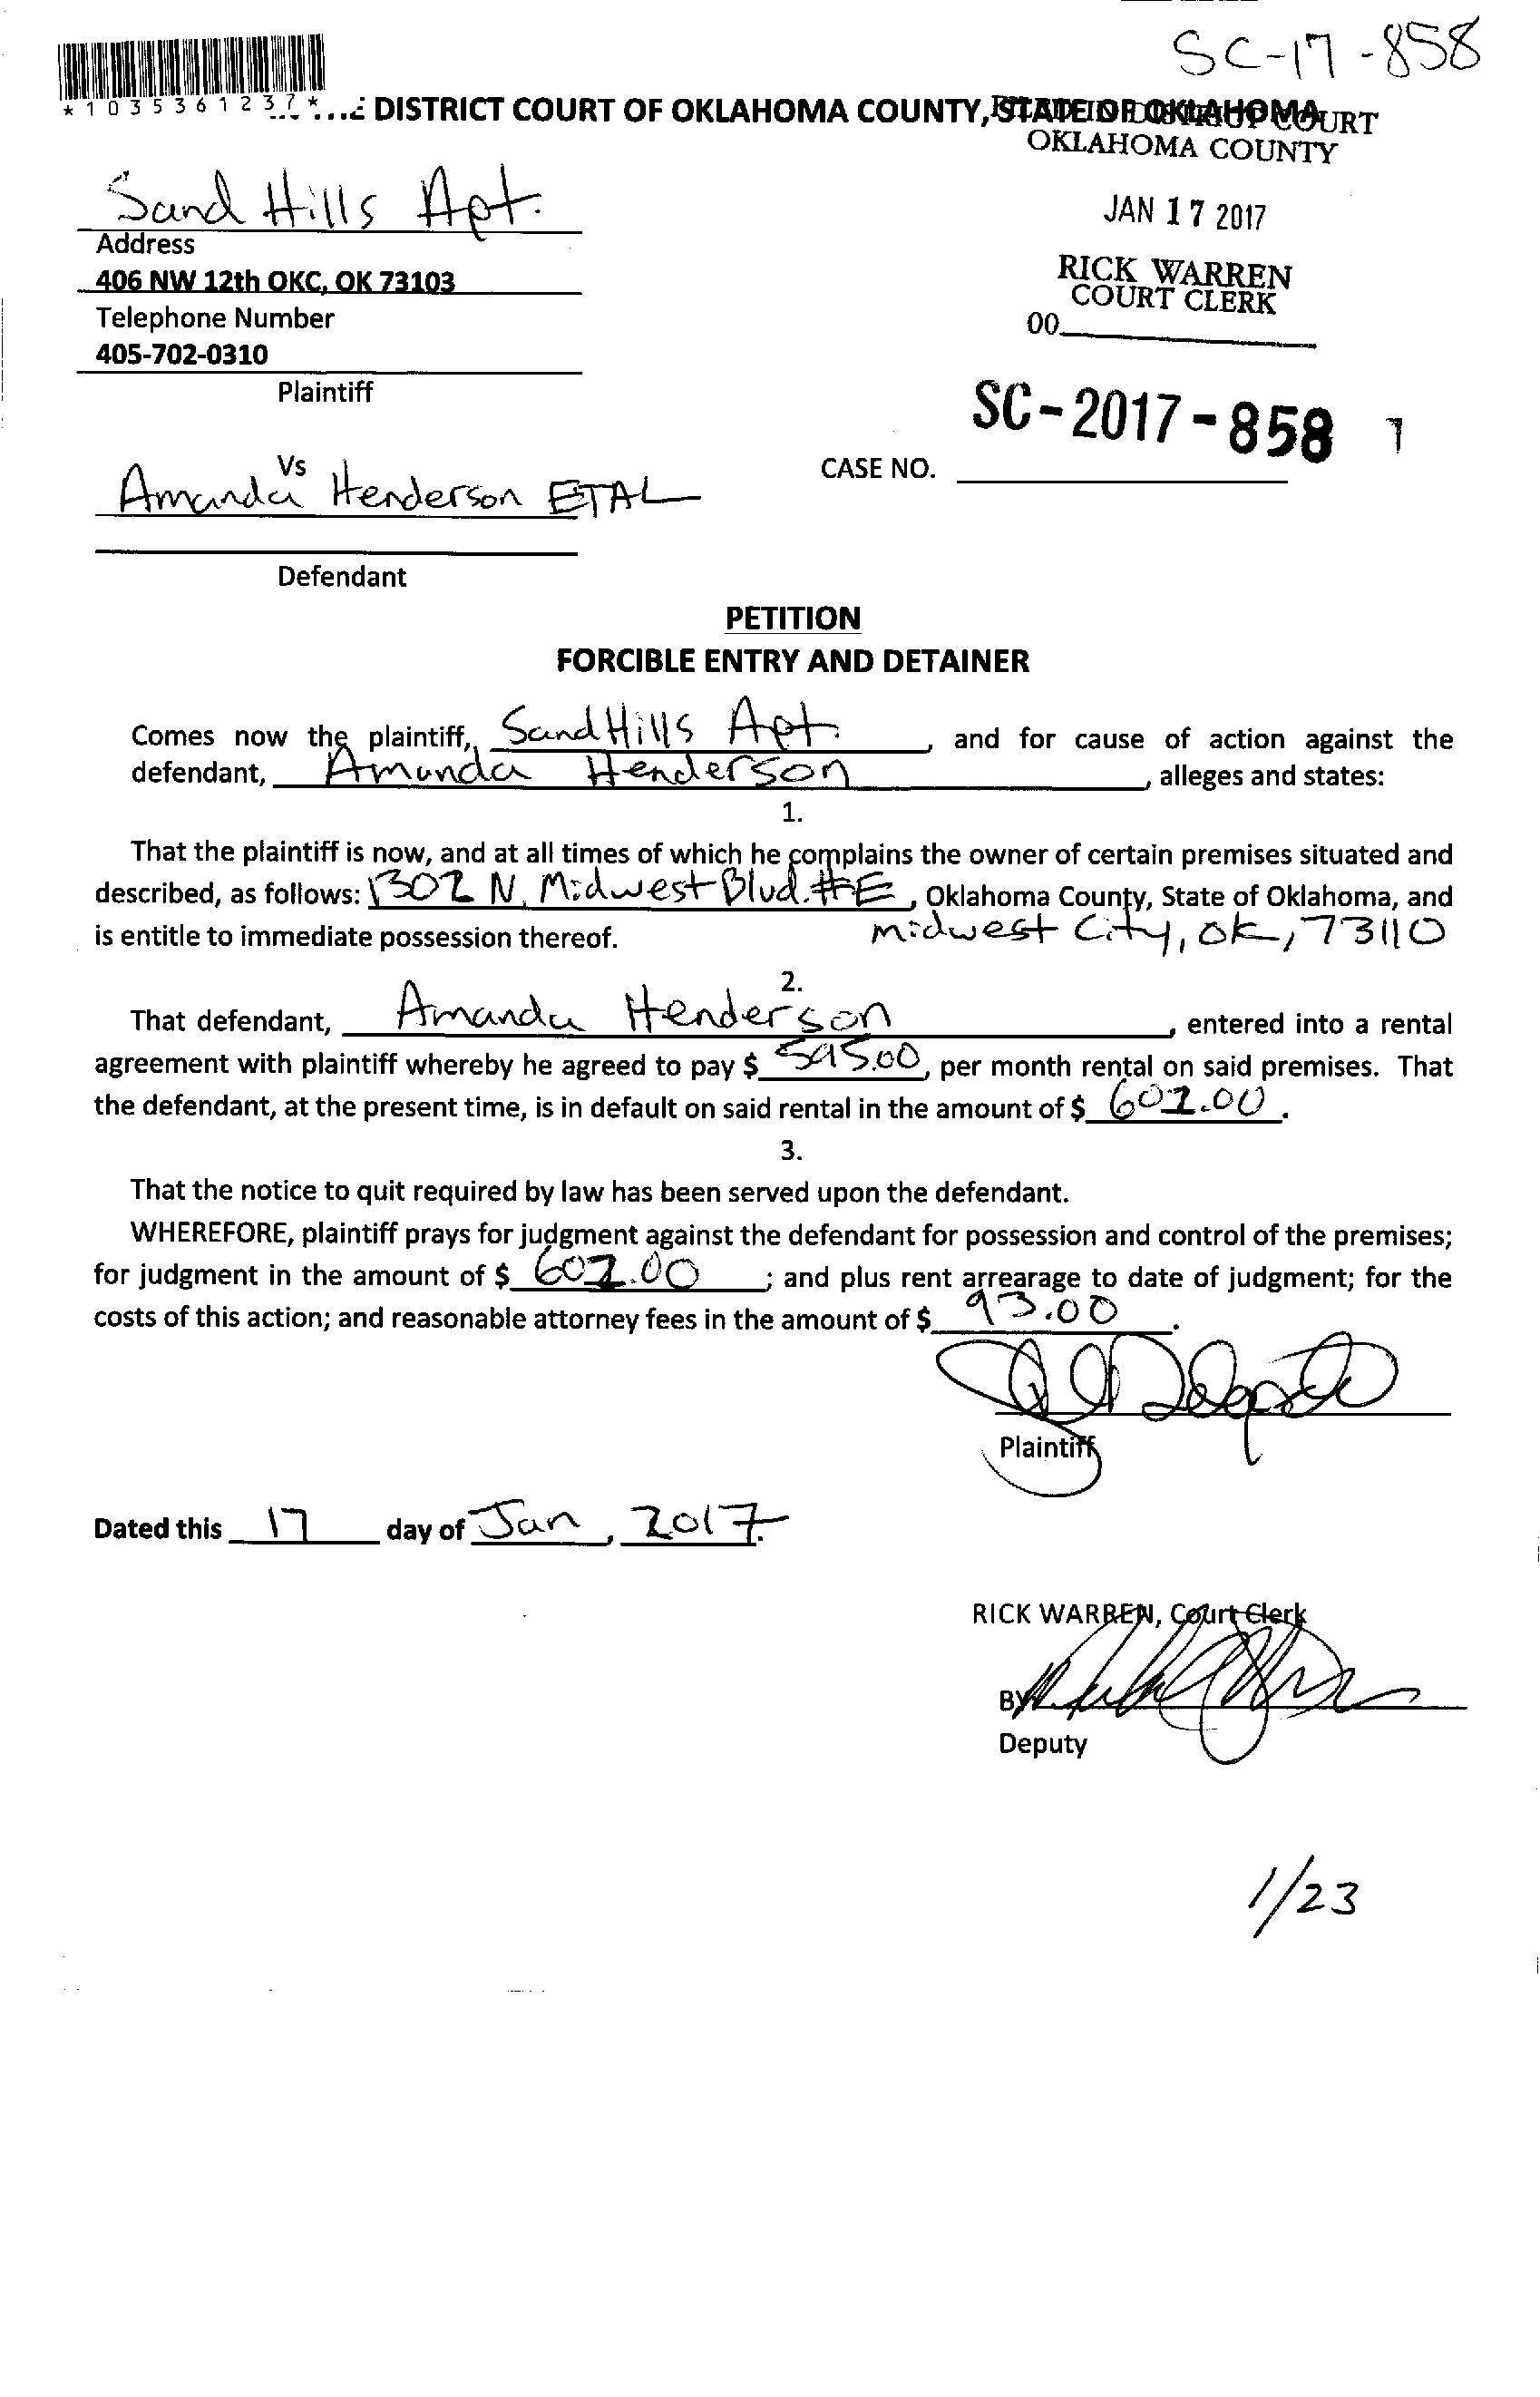 SC-17-858
*1035361237*
DISTRICT COURT OF OKLAHOMA COUNTY, STATE OF OKLAHOMA
FILED IN DISTRICT COURT
OKLAHOMA COUNTY
Sand Hills Apt.
JAN 17 2017
Address
406 NW 12th OKC, OK 73103
RICK WARREN
COURT CLERK
Telephone Number
00
405-702-0310
Plaintiff
SC-2017-858 1
Vs
CASE NO.
Amanda Henderson ETAL
Defendant
PETITION
FORCIBLE ENTRY AND DETAINER
Comes now the plaintiff, Sand Hills Apt. , and for cause of action against the
defendant, Amanda Henderson , alleges and states:
1.
That the plaintiff is now, and at all times of which he complains the owner of certain premises situated and
described, as follows: 1302 N. Midwest Blvd. #E , Oklahoma County, State of Oklahoma, and
is entitle to immediate possession thereof. Midwest City, OK, 73110
2.
That defendant, Amanda Henderson , entered into a rental
agreement with plaintiff whereby he agreed to pay $ 595.00, per month rental on said premises. That
the defendant, at the present time, is in default on said rental in the amount of $ 602.00 .
3.
That the notice to quit required by law has been served upon the defendant.
WHEREFORE, plaintiff prays for judgment against the defendant for possession and control of the premises;
for judgment in the amount of $ 602.00 ; and plus rent arrearage to date of judgment; for the
costs of this action; and reasonable attorney fees in the amount of $ 93.00 .
Plaintiff
Dated this 17 day of Jan , 2017.
RICK WARREN, Court Clerk
BY
Deputy
1/23